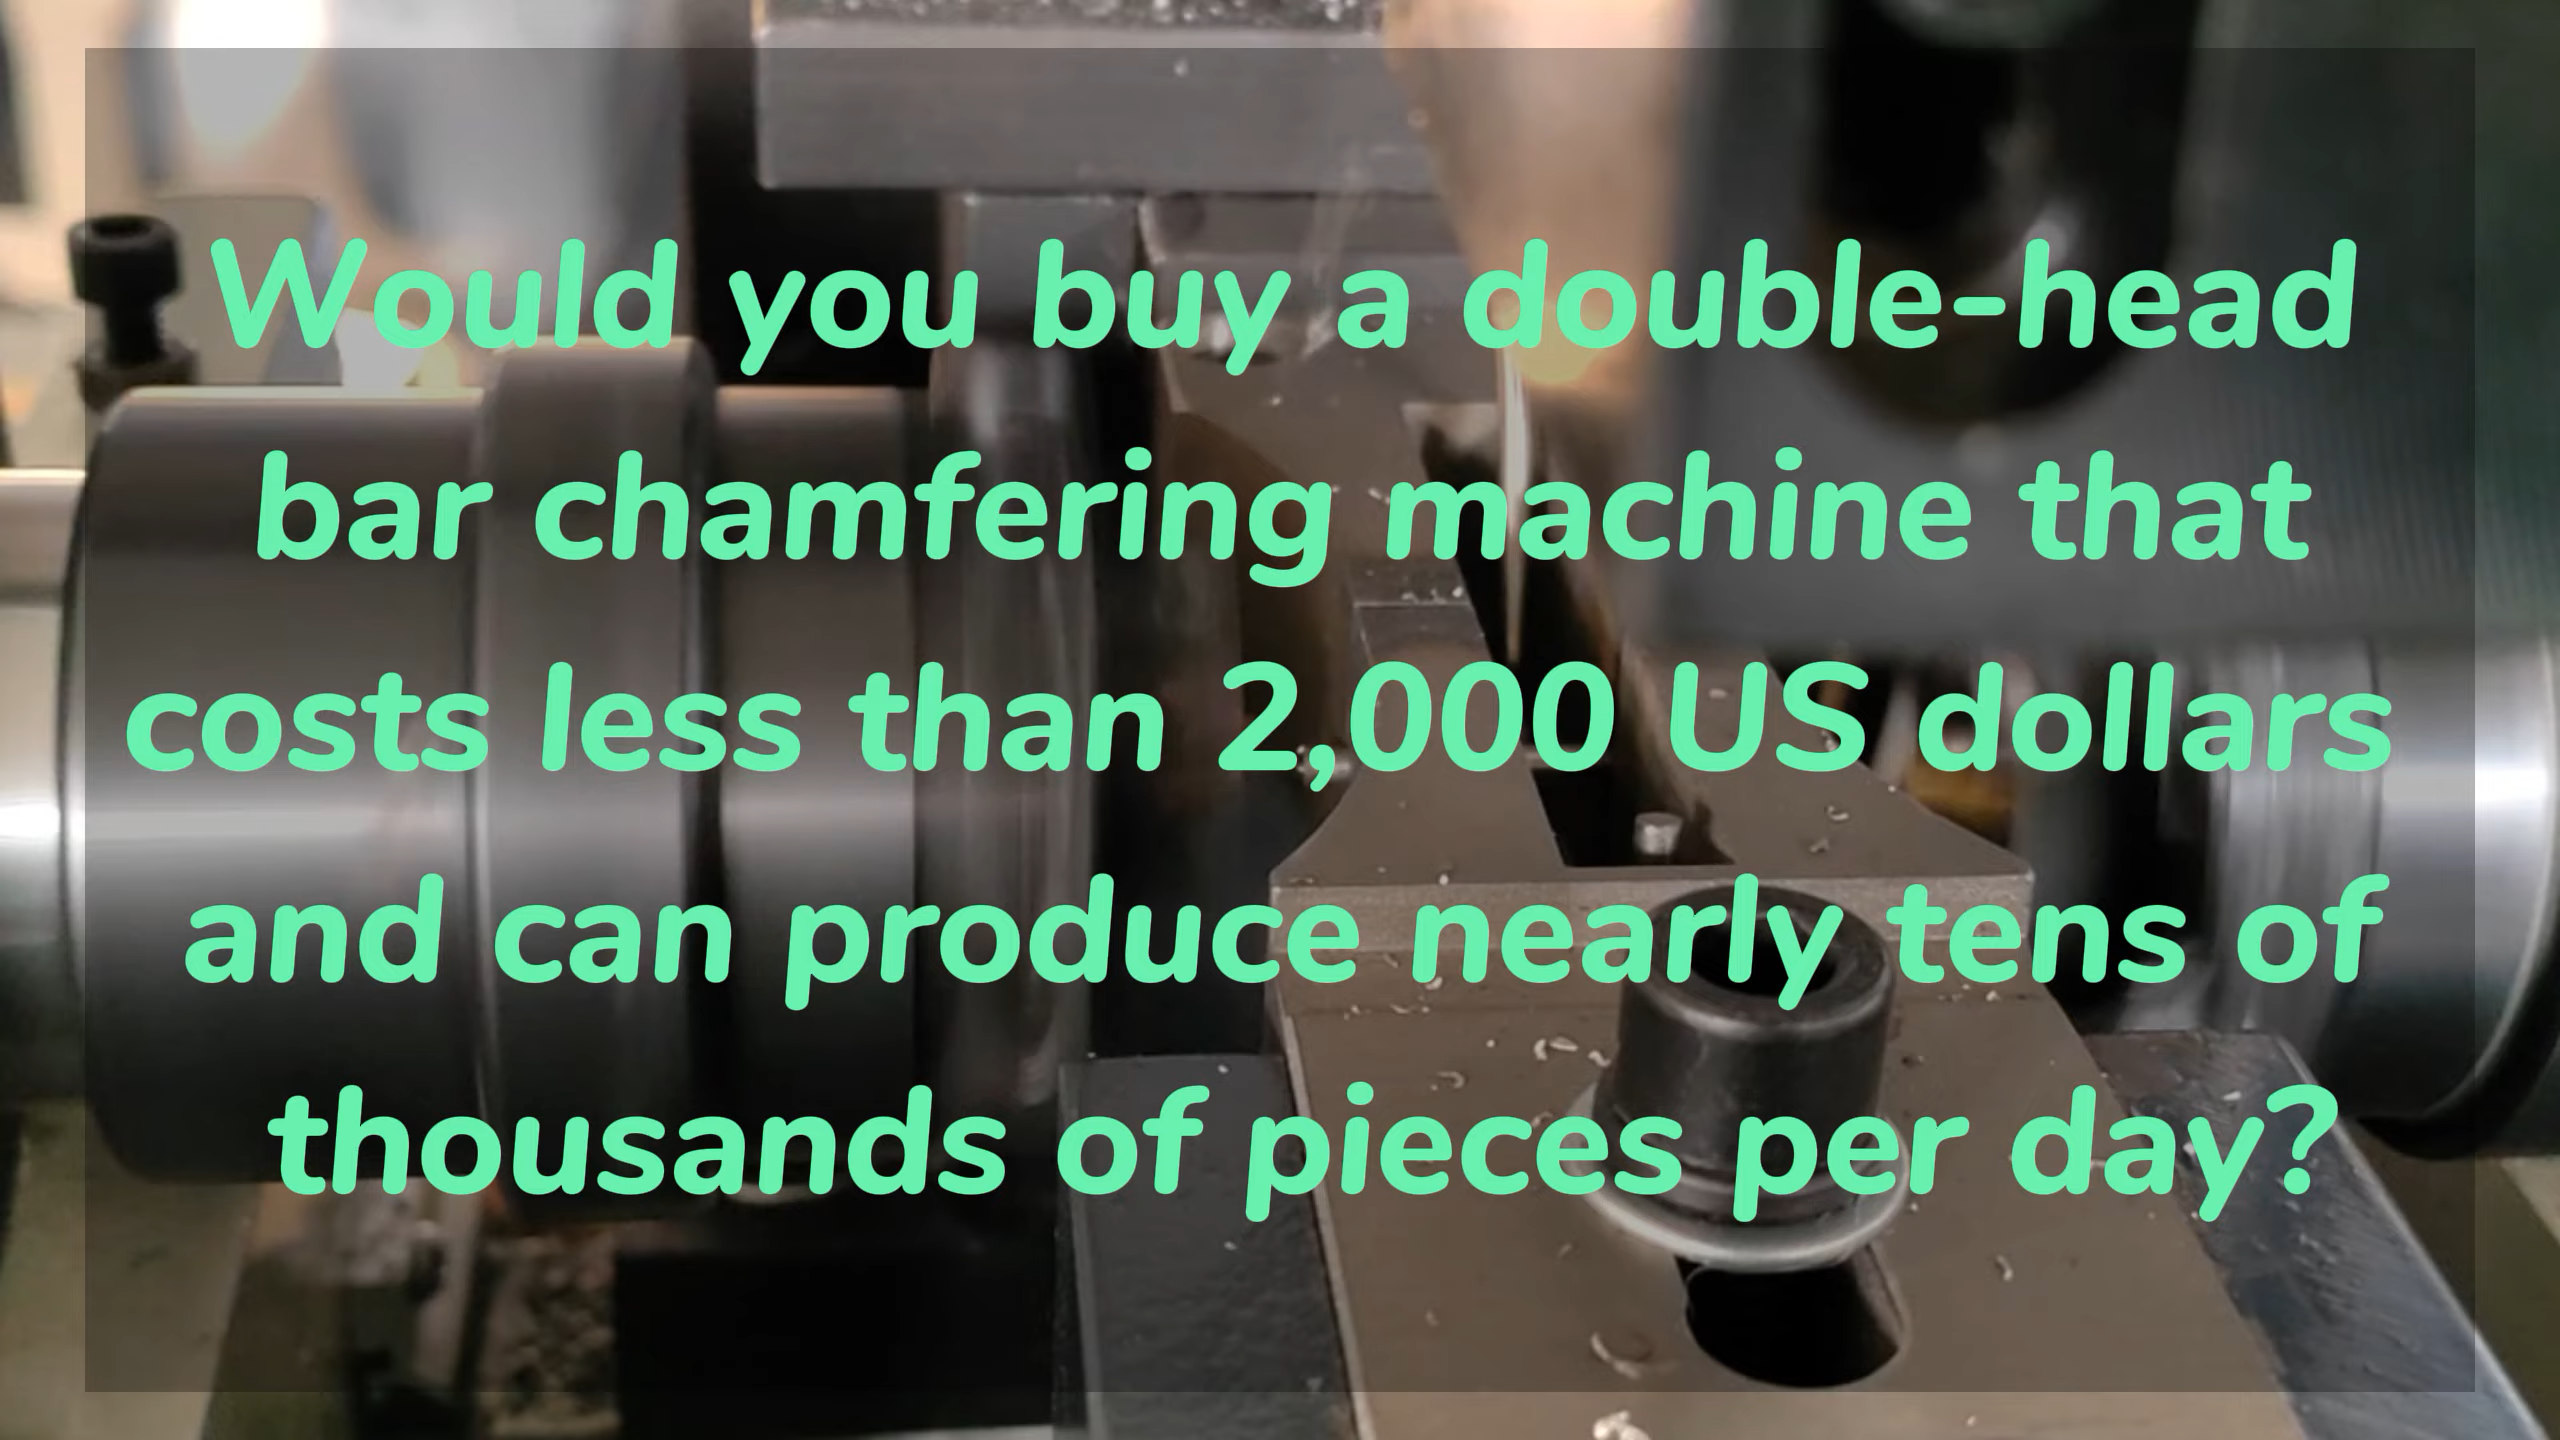 Would you buy a double-head
bar chamfering machine that
costs less than 2,000 US dollars
and can produce nearly tens of
thousands of pieces per day?